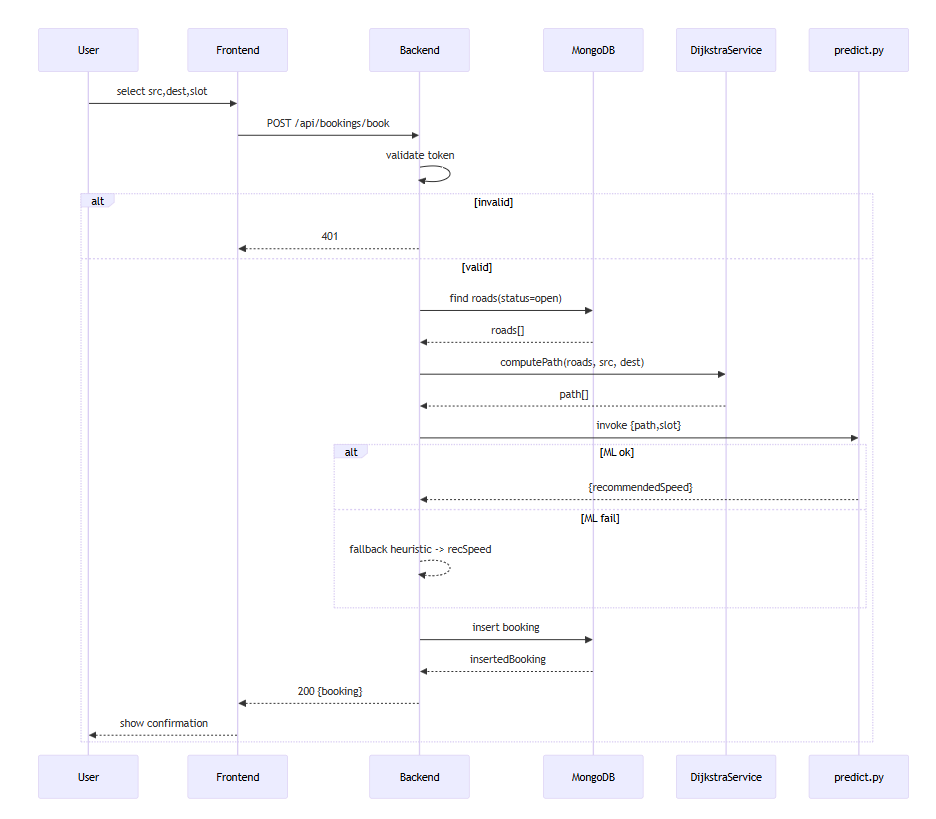 User
Frontend
Backend
MongoDB
DijkstraService
predict.py
select src,dest,slot
POST /api/bookings/book
validate token
alt
[invalid]
401
[valid]
find roads(status=open)
roads[]
computePath(roads, src, dest)
path[]
invoke {path,slot}
alt
[ML ok]
{recommendedSpeed}
[ML fail]
fallback heuristic -> recSpeed
insert booking
insertedBooking
200 {booking}
show confirmation
User
Frontend
Backend
MongoDB
DijkstraService
predict.py